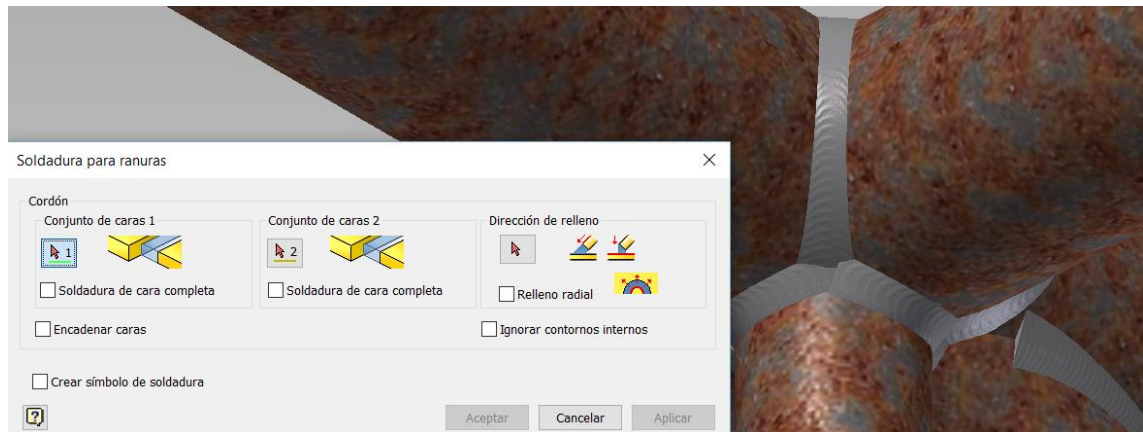 Soldadura para ranuras
Cordón
Conjunto de caras 1
Conjunto de caras 2
Dirección de relleno
1
2
Soldadura de cara completa
Soldadura de cara completa
Relleno radial
Encadenar caras
Ignorar contornos internos
Crear símbolo de soldadura
?
Aceptar
Cancelar
Aplicar